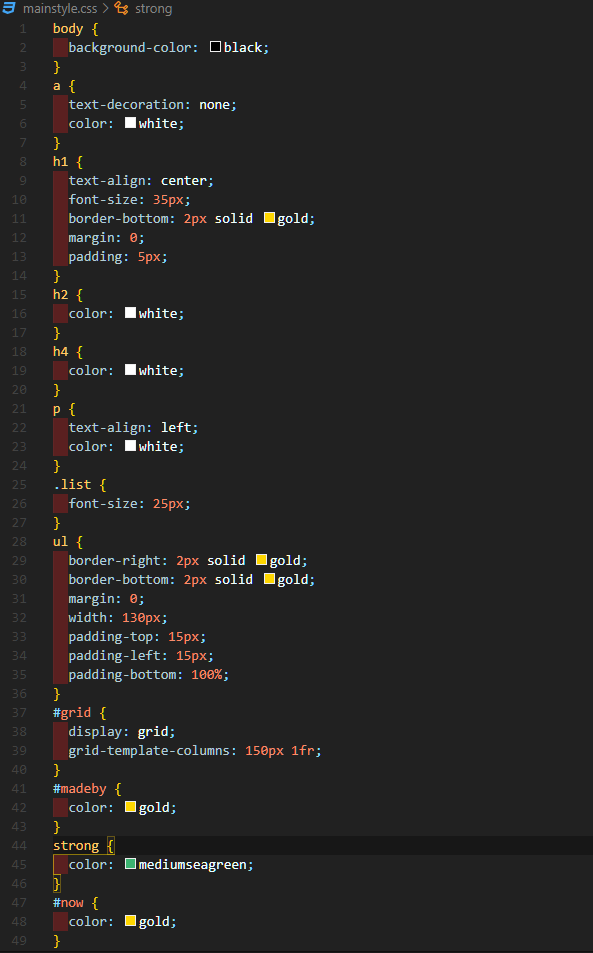 mainstyle.css > strong
1 body {
2 background-color: black;
3 }
4 a {
5 text-decoration: none;
6 color: white;
7 }
8 h1 {
9 text-align: center;
10 font-size: 35px;
11 border-bottom: 2px solid gold;
12 margin: 0;
13 padding: 5px;
14 }
15 h2 {
16 color: white;
17 }
18 h4 {
19 color: white;
20 }
21 p {
22 text-align: left;
23 color: white;
24 }
25 .list {
26 font-size: 25px;
27 }
28 ul {
29 border-right: 2px solid gold;
30 border-bottom: 2px solid gold;
31 margin: 0;
32 width: 130px;
33 padding-top: 15px;
34 padding-left: 15px;
35 padding-bottom: 100%;
36 }
37 #grid {
38 display: grid;
39 grid-template-columns: 150px 1fr;
40 }
41 #madeby {
42 color: gold;
43 }
44 strong {
45 color: mediumseagreen;
46 }
47 #now {
48 color: gold;
49 }